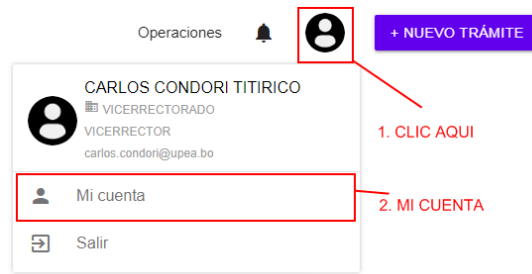 Operaciones
+ NUEVO TRÁMITE
CARLOS CONDORI TITIRICO
VICERRECTORADO
VICERRECTOR
carlos.condori@upea.bo
1. CLIC AQUI
Mi cuenta
2. MI CUENTA
Salir